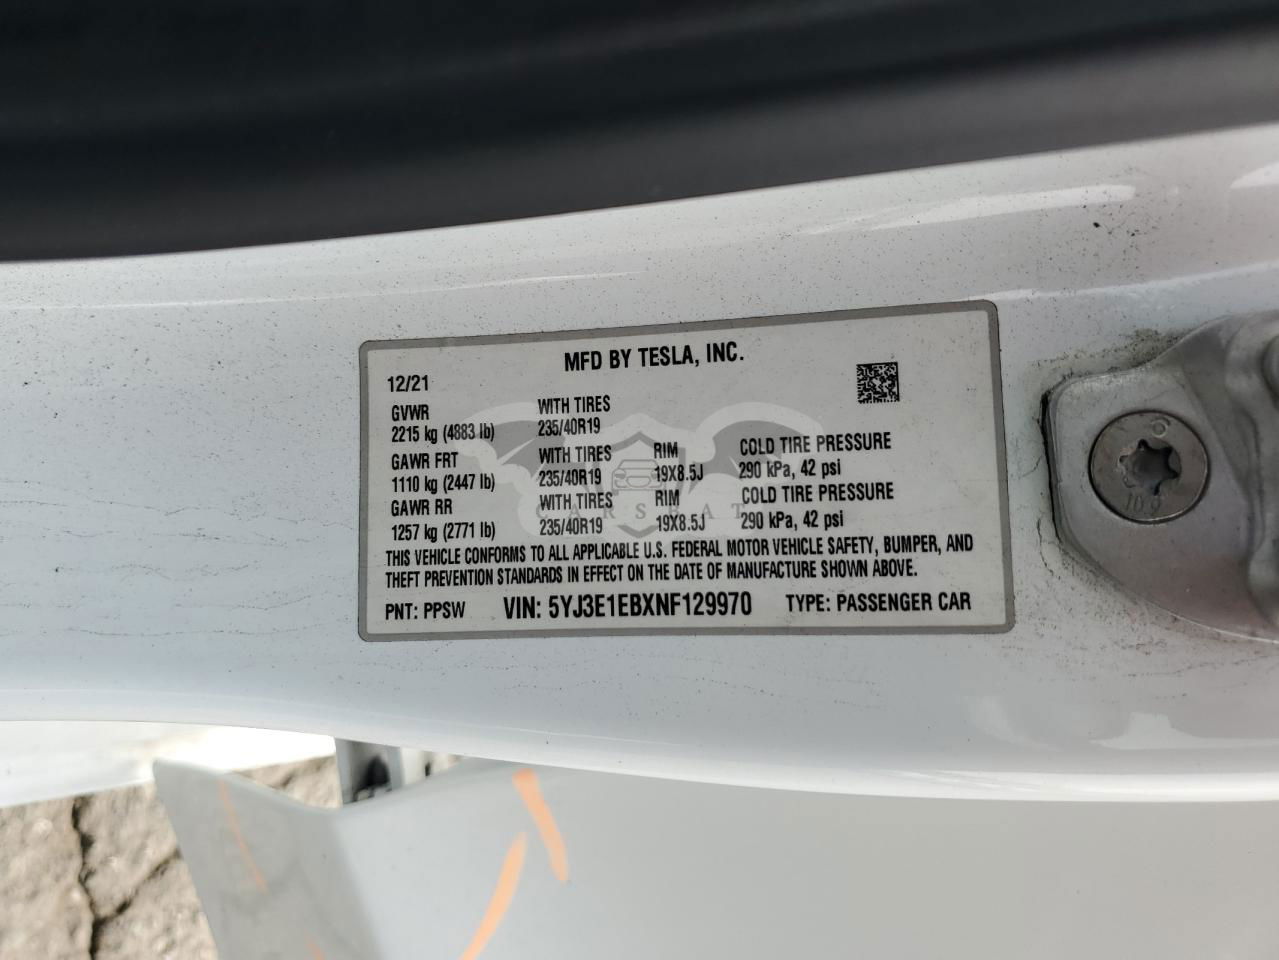 MFD BY TESLA, INC.
12/21
GVWR WITH TIRES
2215 kg (4883 lb) 235/40R19
GAWR FRT WITH TIRES RIM COLD TIRE PRESSURE
1110 kg (2447 lb) 235/40R19 19X8.5J 290 kPa, 42 psi
GAWR RR WITH TIRES RIM COLD TIRE PRESSURE
1257 kg (2771 lb) 235/40R19 19X8.5J 290 kPa, 42 psi
THIS VEHICLE CONFORMS TO ALL APPLICABLE U.S. FEDERAL MOTOR VEHICLE SAFETY, BUMPER, AND
THEFT PREVENTION STANDARDS IN EFFECT ON THE DATE OF MANUFACTURE SHOWN ABOVE.
PNT: PPSW VIN: 5YJ3E1EBXNF129970 TYPE: PASSENGER CAR
CARSBAT
10.9